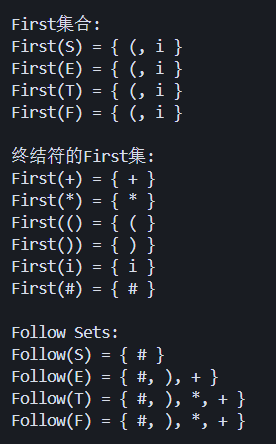 First集合:
First(S) = { (, i }
First(E) = { (, i }
First(T) = { (, i }
First(F) = { (, i }
终结符的First集:
First(+) = { + }
First(*) = { * }
First(() = { ( }
First()) = { ) }
First(i) = { i }
First(#) = { # }
Follow Sets:
Follow(S) = { # }
Follow(E) = { #, ), + }
Follow(T) = { #, ), *, + }
Follow(F) = { #, ), *, + }